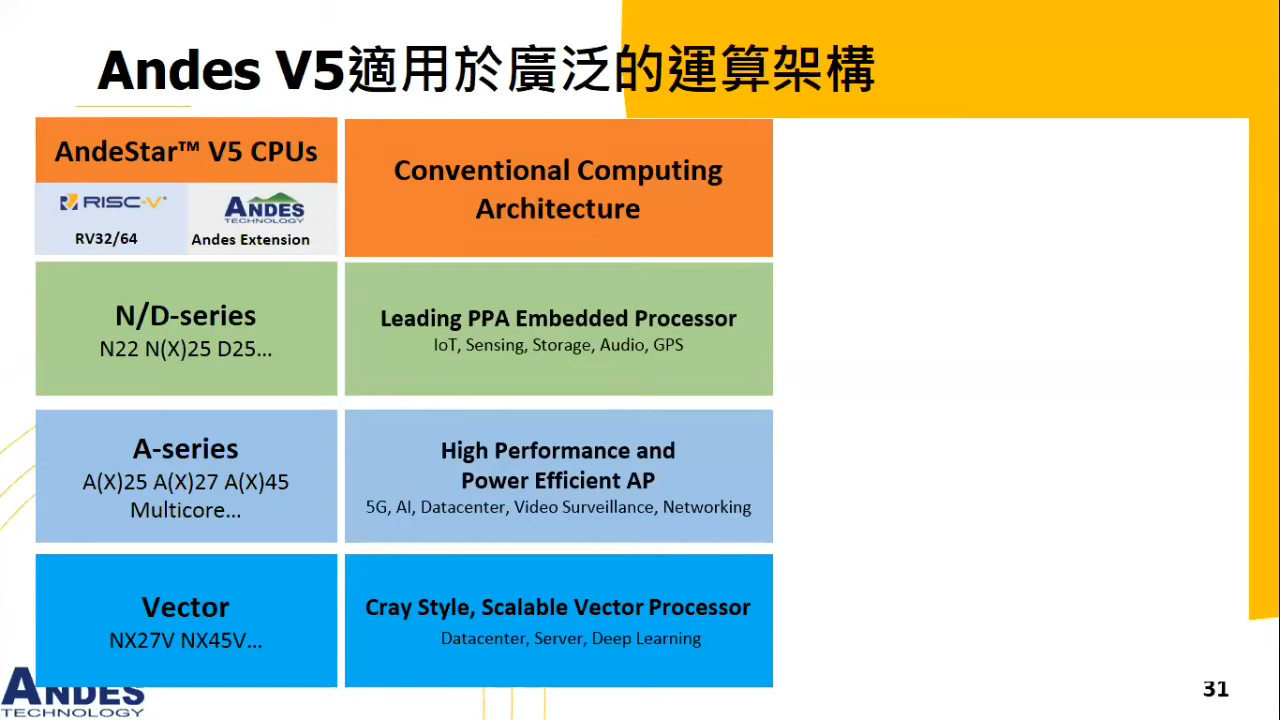 Andes V5適用於廣泛的運算架構
AndeStar™ V5 CPUs
RISC-V®
RV32/64
ANDES
TECHNOLOGY
Andes Extension
Conventional Computing
Architecture
N/D-series
N22 N(X)25 D25...
Leading PPA Embedded Processor
IoT, Sensing, Storage, Audio, GPS
A-series
A(X)25 A(X)27 A(X)45
Multicore...
High Performance and
Power Efficient AP
5G, AI, Datacenter, Video Surveillance, Networking
Vector
NX27V NX45V...
Cray Style, Scalable Vector Processor
Datacenter, Server, Deep Learning
ANDES
TECHNOLOGY
31